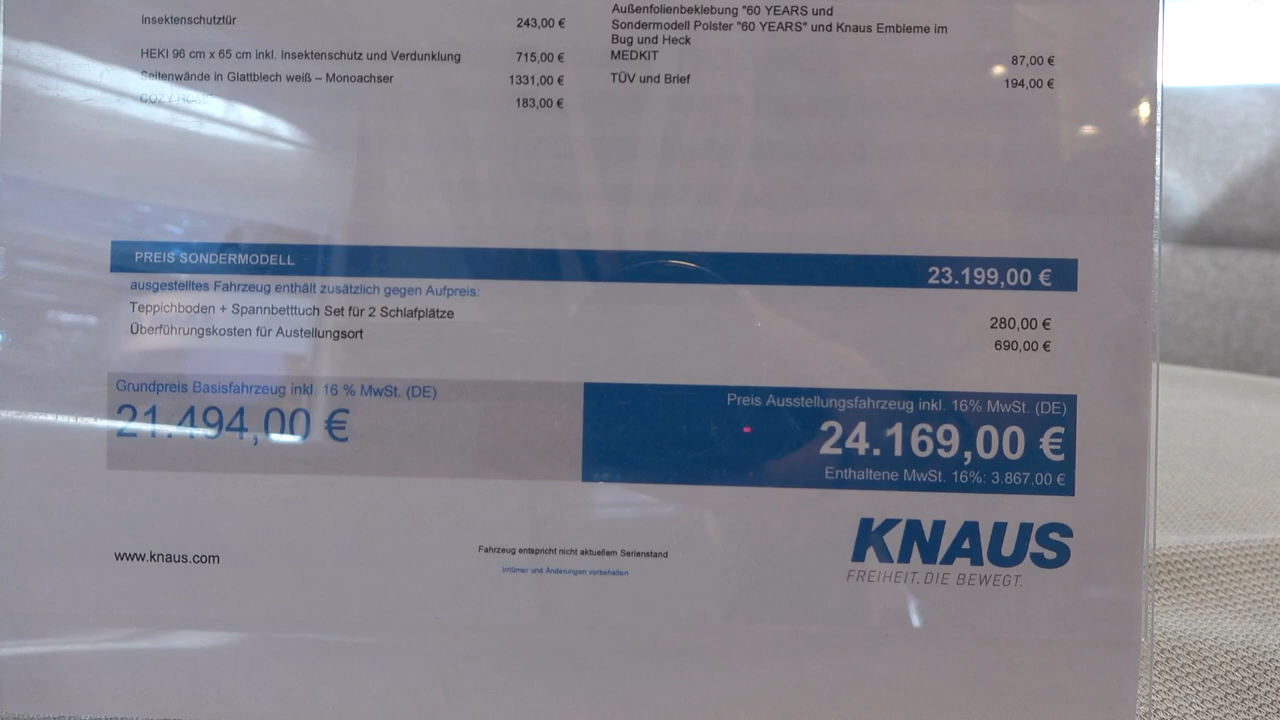 Insektenschutztür 243,00 €
HEKI 96 cm x 65 cm inkl. Insektenschutz und Verdunklung 715,00 €
Seitenwände in Glattblech weiß – Monoachser 1331,00 €
COZY HOME 183,00 €
Außenfolienbeklebung "60 YEARS und
Sondermodell Polster "60 YEARS" und Knaus Embleme im
Bug und Heck
MEDKIT 87,00 €
TÜV und Brief 194,00 €
PREIS SONDERMODELL 23.199,00 €
ausgestelltes Fahrzeug enthält zusätzlich gegen Aufpreis:
Teppichboden + Spannbetttuch Set für 2 Schlafplätze 280,00 €
Überführungskosten für Austellungsort 690,00 €
Grundpreis Basisfahrzeug inkl. 16 % MwSt. (DE)
21.494,00 €
Preis Ausstellungsfahrzeug inkl. 16% MwSt. (DE)
24.169,00 €
Enthaltene MwSt. 16%: 3.867,00 €
www.knaus.com
Fahrzeug entspricht nicht aktuellem Serienstand
Irrtümer und Änderungen vorbehalten
KNAUS
FREIHEIT. DIE BEWEGT.